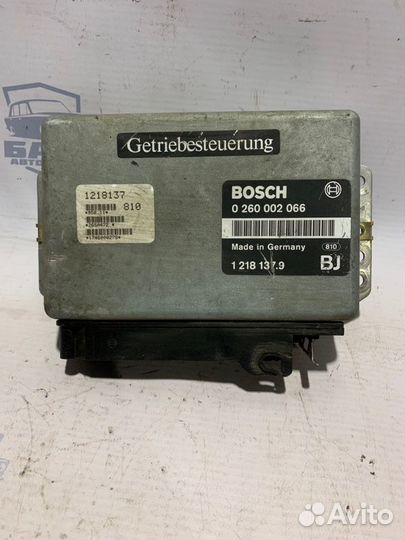 Getriebesteuerung
1218137
810
BOSCH
0 260 002 066
Made in Germany 810
1 218 137.9 BJ
Avito